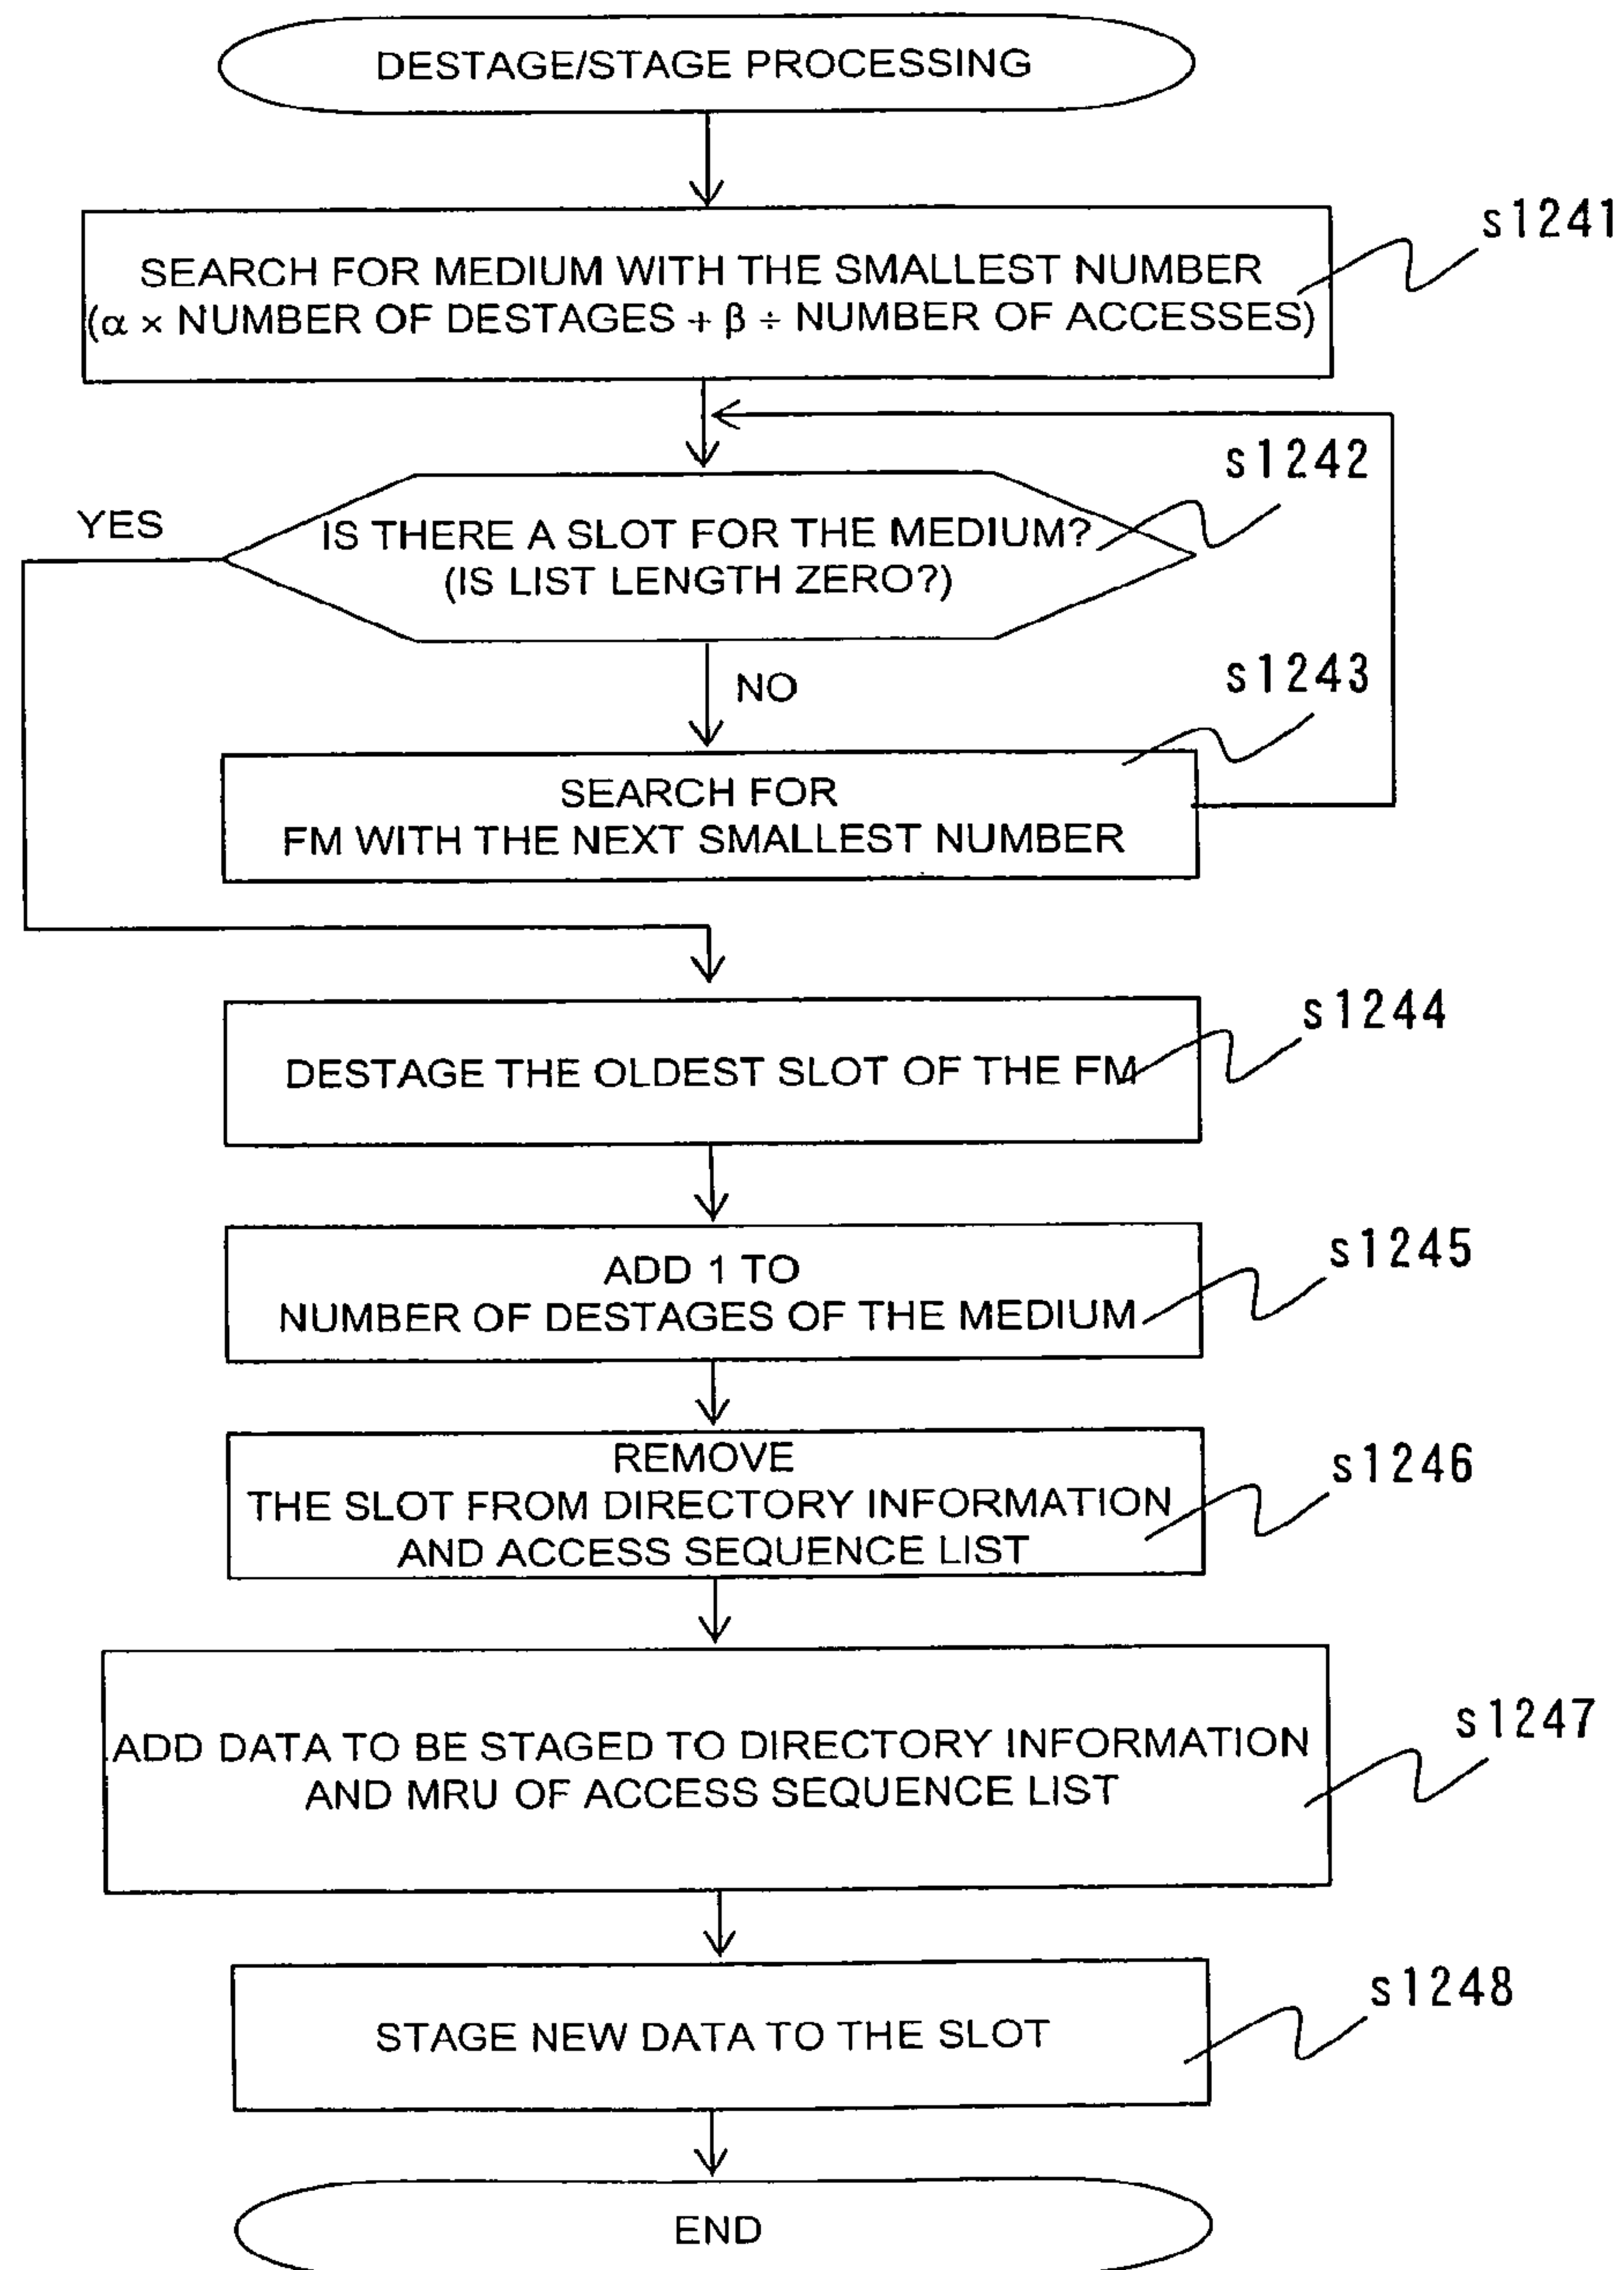 DESTAGE/STAGE PROCESSING
s1241
SEARCH FOR MEDIUM WITH THE SMALLEST NUMBER
(α × NUMBER OF DESTAGES + β ÷ NUMBER OF ACCESSES)
s1242
YES
IS THERE A SLOT FOR THE MEDIUM?
(IS LIST LENGTH ZERO?)
NO
s1243
SEARCH FOR
FM WITH THE NEXT SMALLEST NUMBER
s1244
DESTAGE THE OLDEST SLOT OF THE FM
s1245
ADD 1 TO
NUMBER OF DESTAGES OF THE MEDIUM
s1246
REMOVE
THE SLOT FROM DIRECTORY INFORMATION
AND ACCESS SEQUENCE LIST
s1247
ADD DATA TO BE STAGED TO DIRECTORY INFORMATION
AND MRU OF ACCESS SEQUENCE LIST
s1248
STAGE NEW DATA TO THE SLOT
END